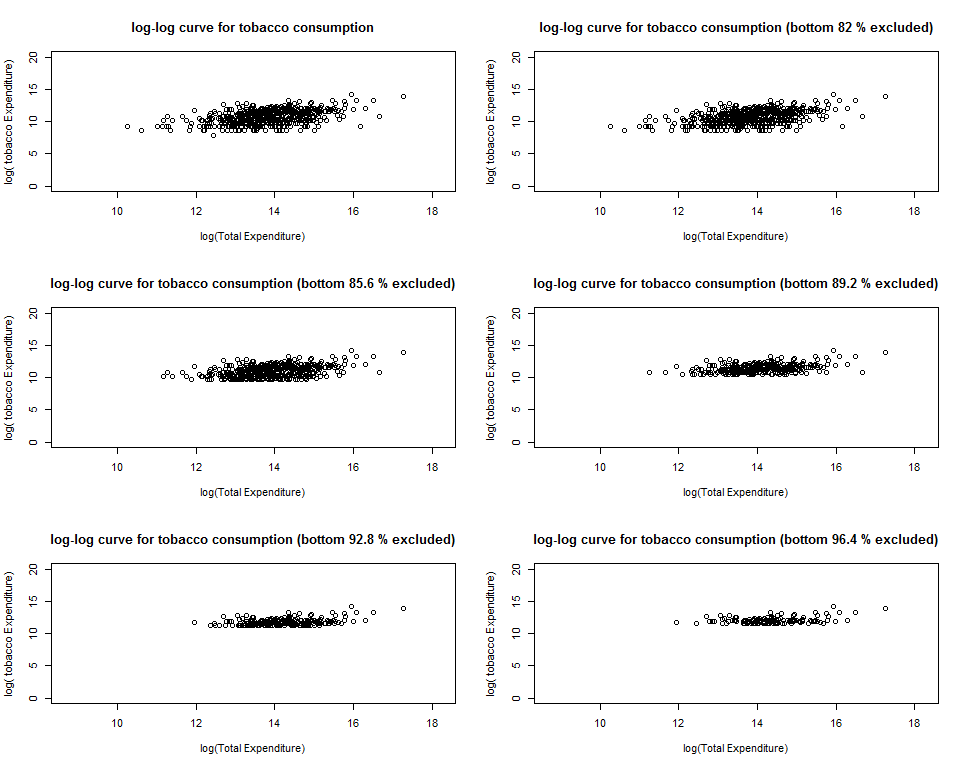 log-log curve for tobacco consumption
log( tobacco Expenditure)
20
15
10
5
0
10 12 14 16 18
log(Total Expenditure)
log-log curve for tobacco consumption (bottom 82 % excluded)
log( tobacco Expenditure)
20
15
10
5
0
10 12 14 16 18
log(Total Expenditure)
log-log curve for tobacco consumption (bottom 85.6 % excluded)
log( tobacco Expenditure)
20
15
10
5
0
10 12 14 16 18
log(Total Expenditure)
log-log curve for tobacco consumption (bottom 89.2 % excluded)
log( tobacco Expenditure)
20
15
10
5
0
10 12 14 16 18
log(Total Expenditure)
log-log curve for tobacco consumption (bottom 92.8 % excluded)
log( tobacco Expenditure)
20
15
10
5
0
10 12 14 16 18
log(Total Expenditure)
log-log curve for tobacco consumption (bottom 96.4 % excluded)
log( tobacco Expenditure)
20
15
10
5
0
10 12 14 16 18
log(Total Expenditure)